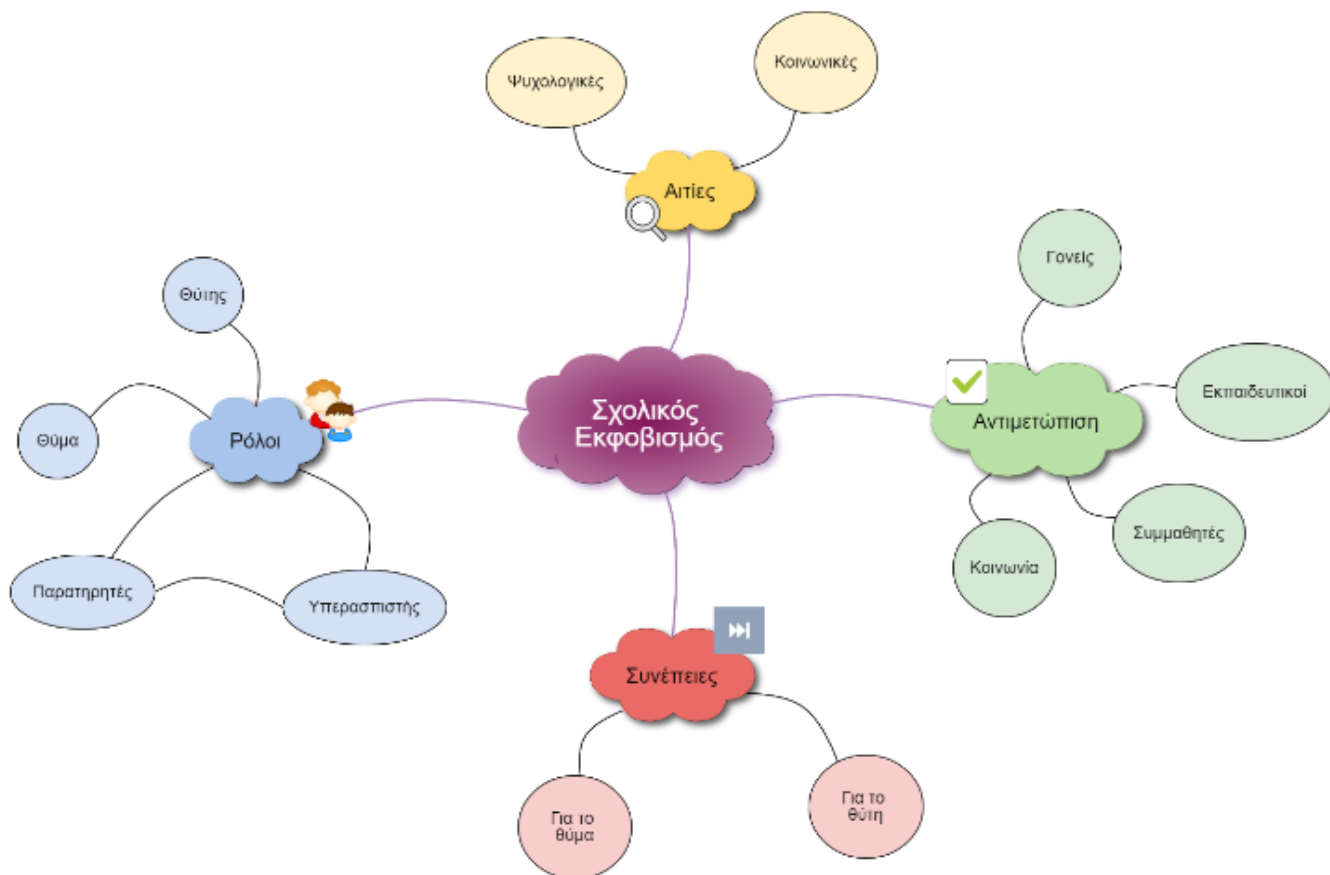 Ψυχολογικές
Κοινωνικές
Αιτίες
Γονείς
Θύτης
Εκπαιδευτικοί
Σχολικός
Εκφοβισμός
Αντιμετώπιση
Θύμα
Ρόλοι
Συμμαθητές
Κοινωνία
Παρατηρητές
Υπερασπιστής
Συνέπειες
Για το
θύμα
Για το
θύτη